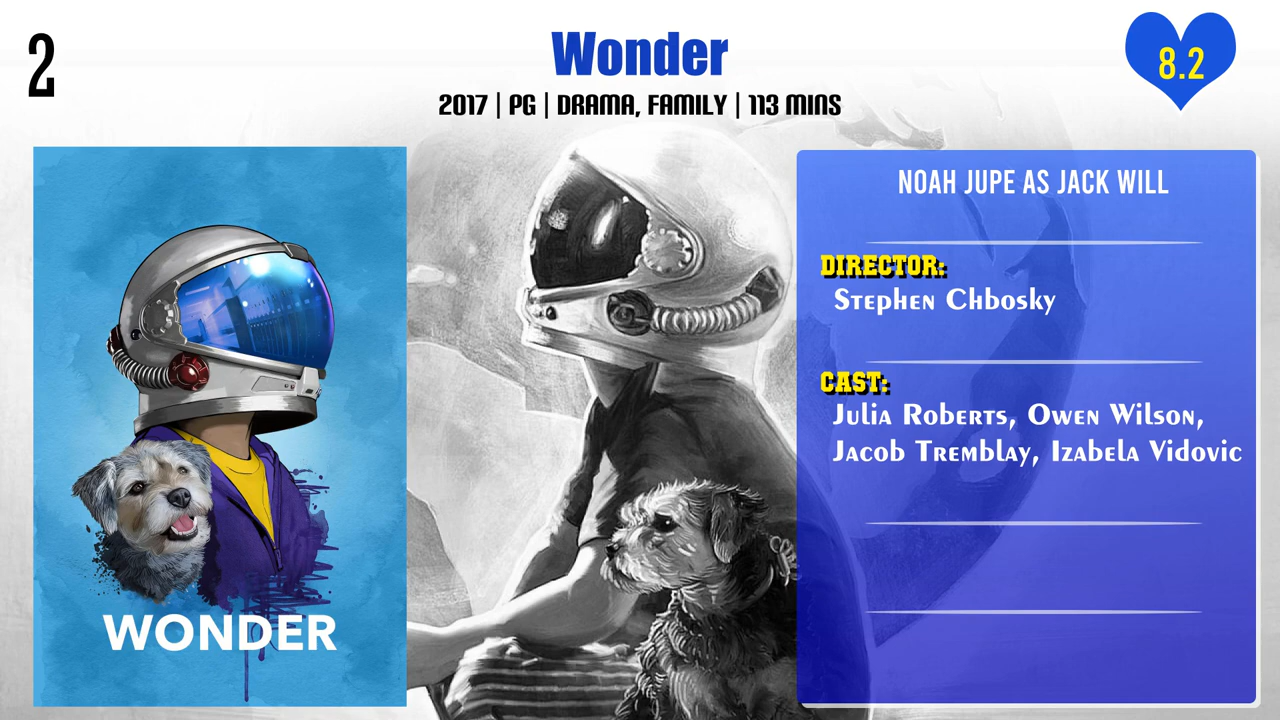 2
Wonder
8.2
2017 | PG | DRAMA, FAMILY | 113 MINS
WONDER
NOAH JUPE AS JACK WILL
DIRECTOR:
Stephen Chbosky
CAST:
Julia Roberts, Owen Wilson,
Jacob Tremblay, Izabela Vidovic